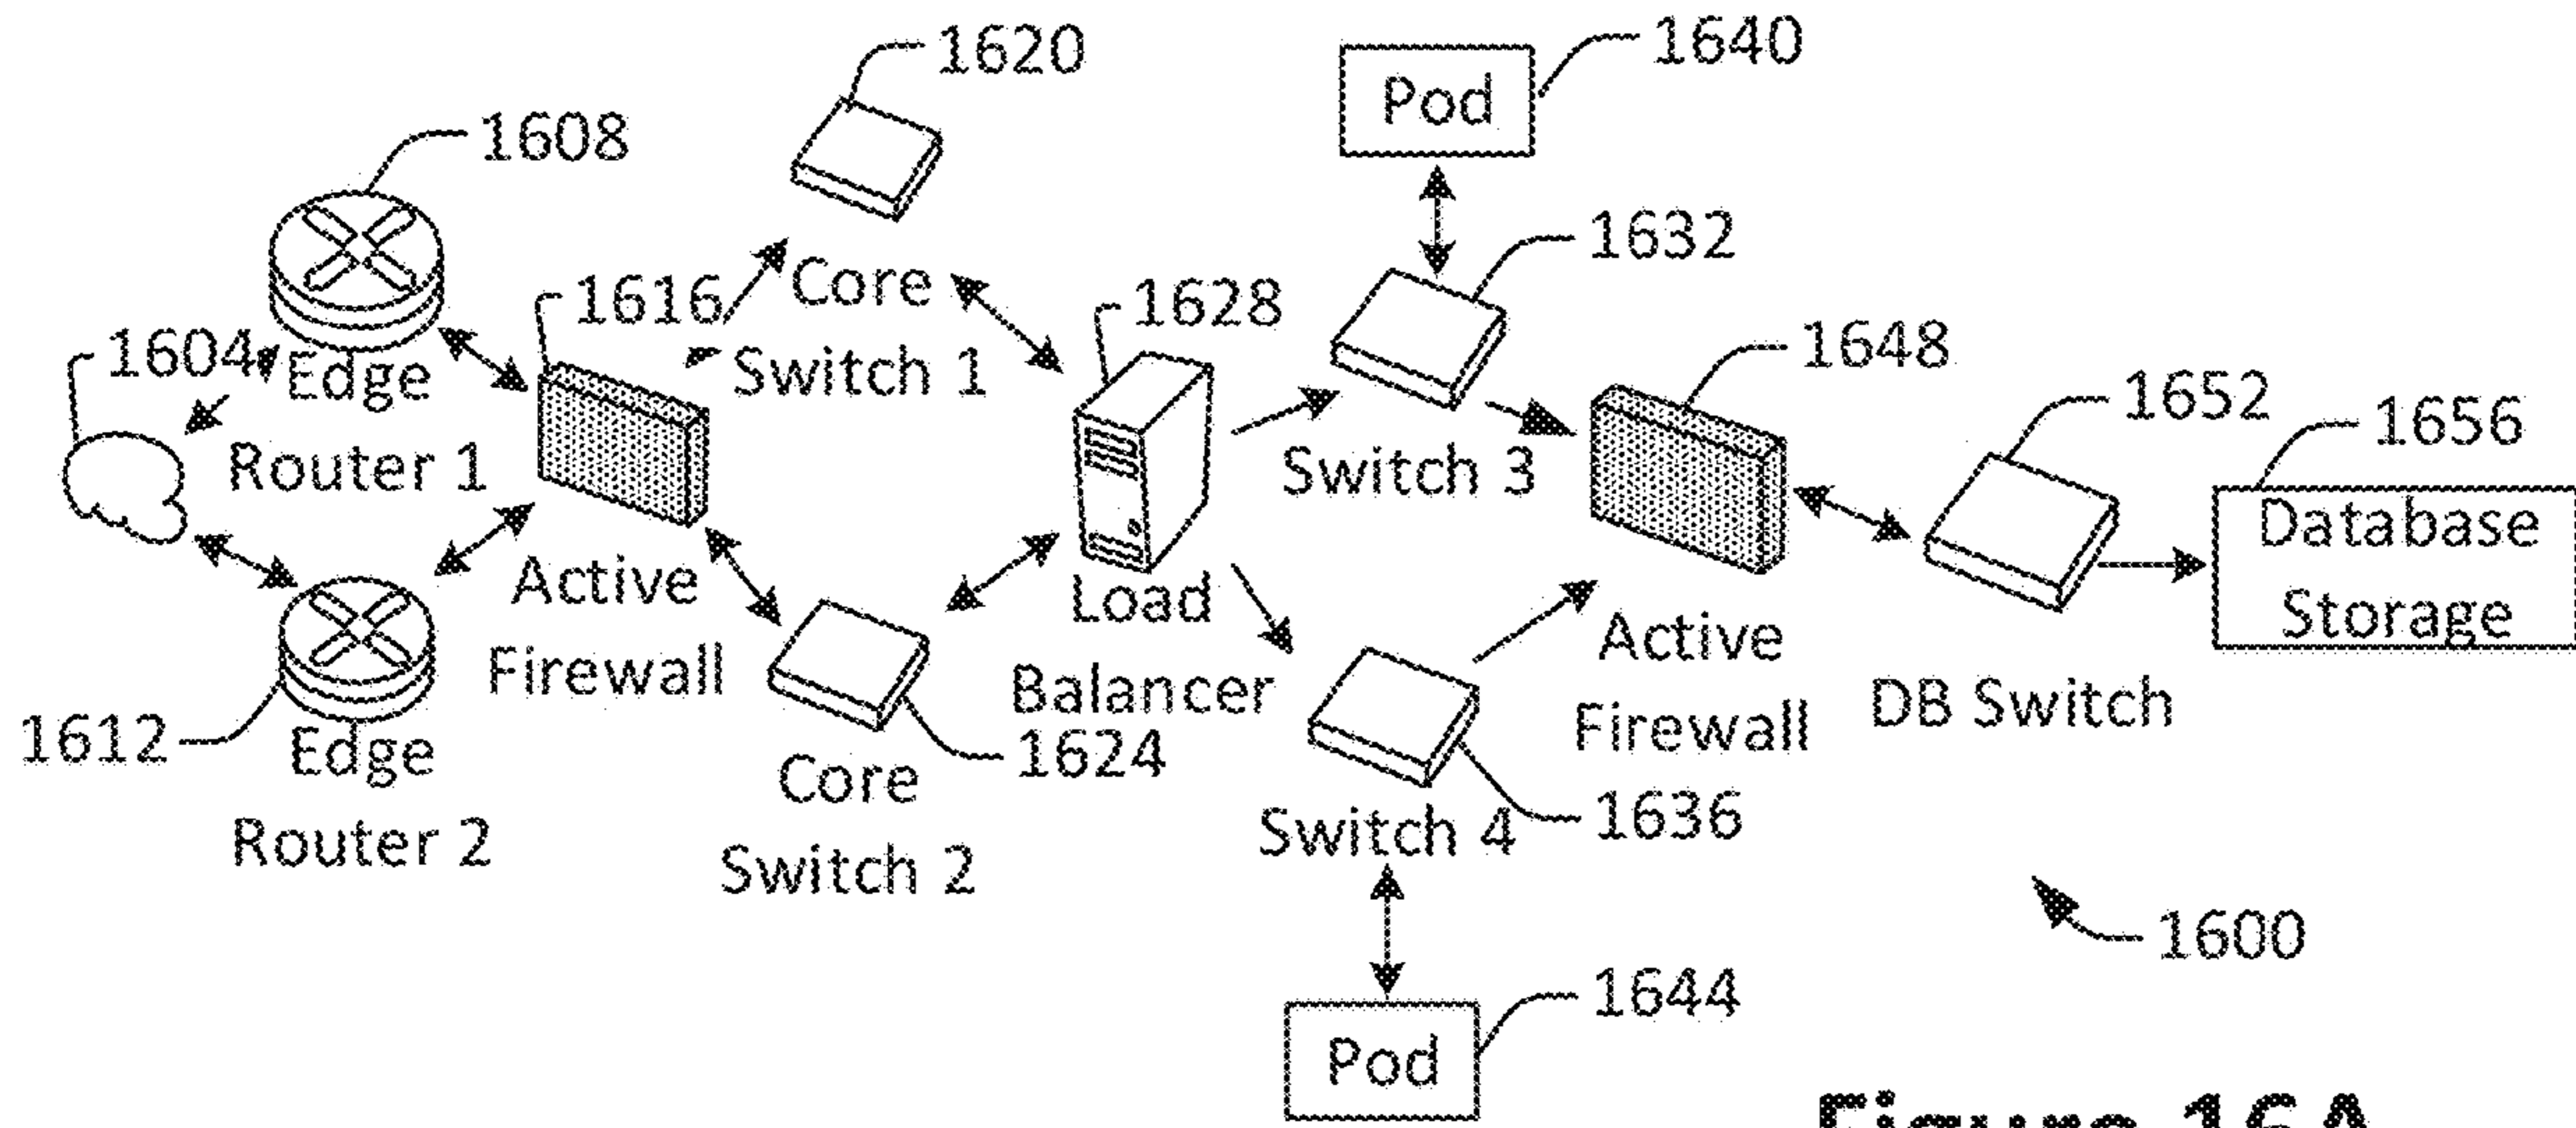 1620
1640
Pod
1608
1632
1616
Core
Switch 1
1628
1604
Edge
Router 1
1648
Switch 3
1652
1656
Database
Storage
Active
Firewall
Load
Balancer
Active
Firewall
DB Switch
1612
Edge
Router 2
1624
Core
Switch 2
1636
Switch 4
1600
1644
Pod
Figure 16A